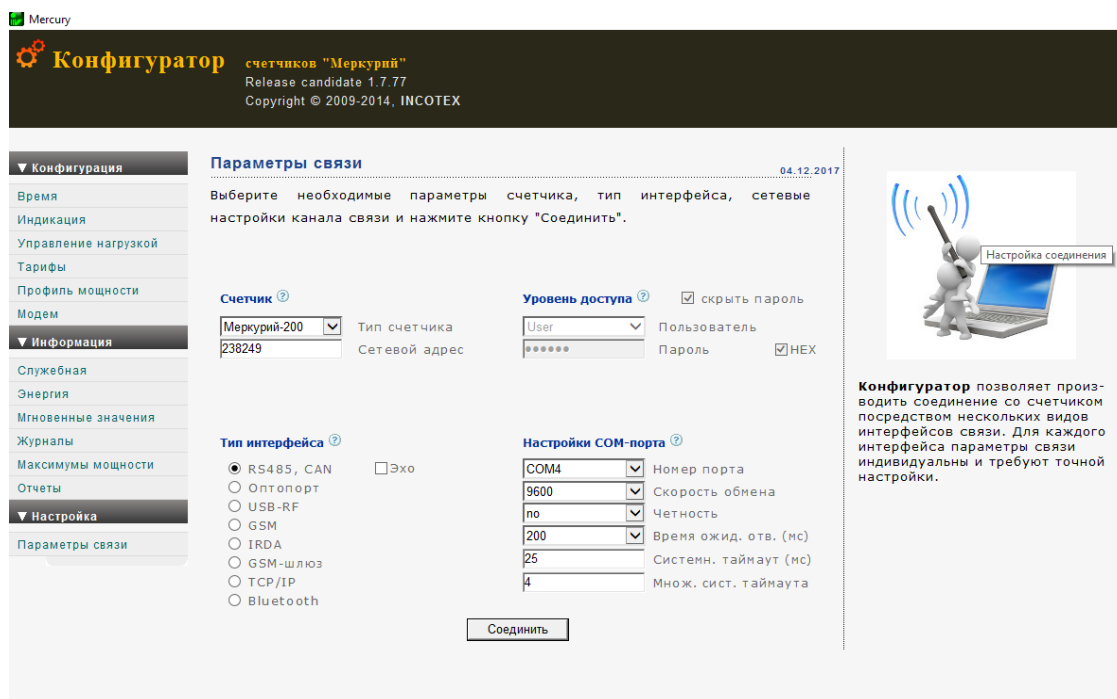 Mercury
Конфигуратор
счетчиков "Меркурий"
Release candidate 1.7.77
Copyright © 2009-2014, INCOTEX
▼ Конфигурация
Время
Индикация
Управление нагрузкой
Тарифы
Профиль мощности
Модем
▼ Информация
Служебная
Энергия
Мгновенные значения
Журналы
Максимумы мощности
Отчеты
▼ Настройка
Параметры связи
Параметры связи
04.12.2017
Выберите необходимые параметры счетчика, тип интерфейса, сетевые
настройки канала связи и нажмите кнопку "Соединить".
Счетчик ?
Меркурий-200 Тип счетчика
238249 Сетевой адрес
Уровень доступа ? скрыть пароль
User Пользователь
●●●●●● Пароль HEX
Тип интерфейса ?
RS485, CAN Эхо
Оптопорт
USB-RF
GSM
IRDA
GSM-шлюз
TCP/IP
Bluetooth
Настройки COM-порта ?
COM4 Номер порта
9600 Скорость обмена
no Четность
200 Время ожид. отв. (мс)
25 Системн. таймаут (мс)
4 Множ. сист. таймаута
Соединить
Настройка соединения
Конфигуратор позволяет произ-
водить соединение со счетчиком
посредством нескольких видов
интерфейсов связи. Для каждого
интерфейса параметры связи
индивидуальны и требуют точной
настройки.